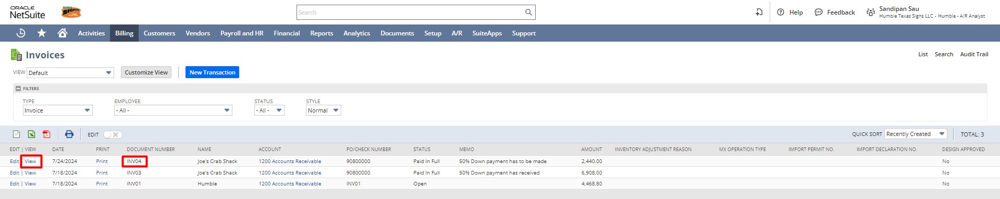 ORACLE
NetSuite
SIGNS
Search
Help
Feedback
Sandipan Sau
Humble Texas Signs LLC - Humble - A/R Analyst
Activities Billing Customers Vendors Payroll and HR Financial Reports Analytics Documents Setup A/R SuiteApps Support
Invoices
List Search Audit Trail
VIEW Default Customize View New Transaction
FILTERS
TYPE EMPLOYEE STATUS STYLE
Invoice - All - - All - Normal
EDIT QUICK SORT Recently Created TOTAL: 3
EDIT | VIEW DATE PRINT DOCUMENT NUMBER NAME ACCOUNT PO/CHECK NUMBER STATUS MEMO AMOUNT INVENTORY ADJUSTMENT REASON MX OPERATION TYPE IMPORT PERMIT NO. IMPORT DECLARATION NO. DESIGN APPROVED
Edit | View 7/24/2024 Print INV04 Joe's Crab Shack 1200 Accounts Receivable 90800000 Paid In Full 50% Down payment has to be made 2,440.00 No
Edit | View 7/18/2024 Print INV03 Joe's Crab Shack 1200 Accounts Receivable 90800000 Paid In Full 50% Down payment has received 6,908.00 No
Edit | View 7/18/2024 Print INV01 Humble 1200 Accounts Receivable INV01 Open 4,468.80 No